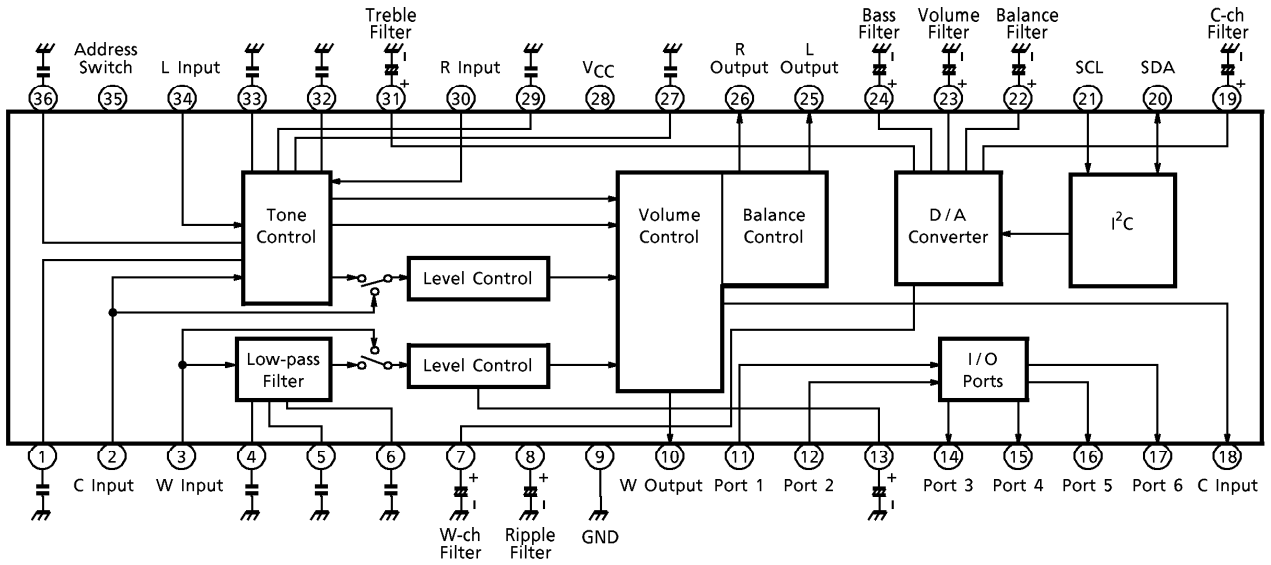 Treble
Filter
Bass
Filter
Volume
Filter
Balance
Filter
C-ch
Filter
Address
Switch
L Input
R Input
VCC
R
Output
L
Output
SCL
SDA
36
35
34
33
32
31
30
29
28
27
26
25
24
23
22
21
20
19
+
+
+
+
+
Tone
Control
Volume
Control
Balance
Control
D/A
Converter
I²C
Level Control
Low-pass
Filter
Level Control
I/O
Ports
1
2
3
4
5
6
7
8
9
10
11
12
13
14
15
16
17
18
+
+
+
C Input
W Input
W Output
Port 1
Port 2
Port 3
Port 4
Port 5
Port 6
C Input
W-ch
Filter
Ripple
Filter
GND